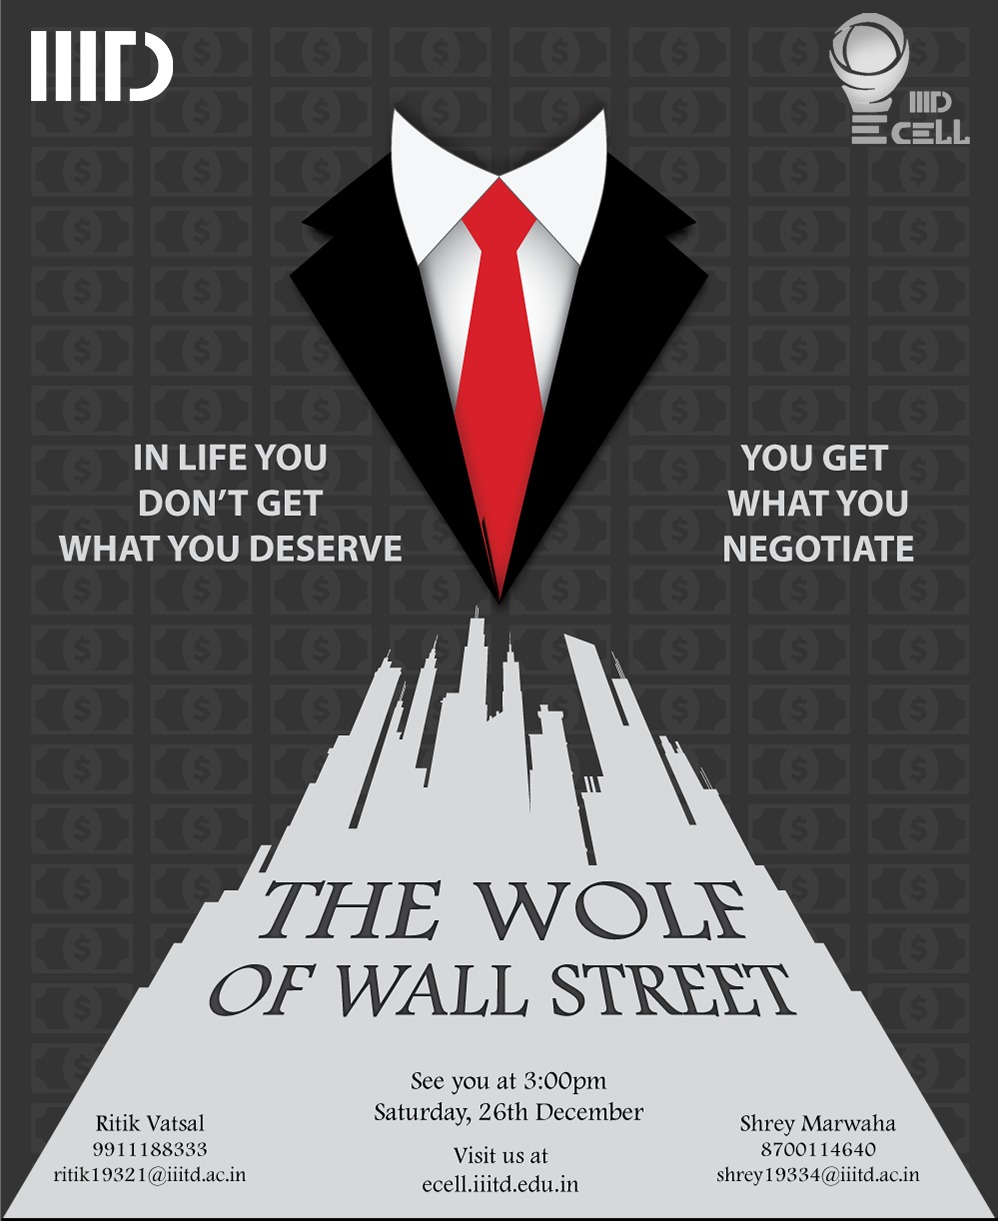 IIITD
IIITD
E CELL
IN LIFE YOU
DON'T GET
WHAT YOU DESERVE
YOU GET
WHAT YOU
NEGOTIATE
THE WOLF
OF WALL STREET
See you at 3:00pm
Saturday, 26th December
Visit us at
ecell.iiitd.edu.in
Ritik Vatsal
9911188333
ritik19321@iiitd.ac.in
Shrey Marwaha
8700114640
shrey19334@iiitd.ac.in